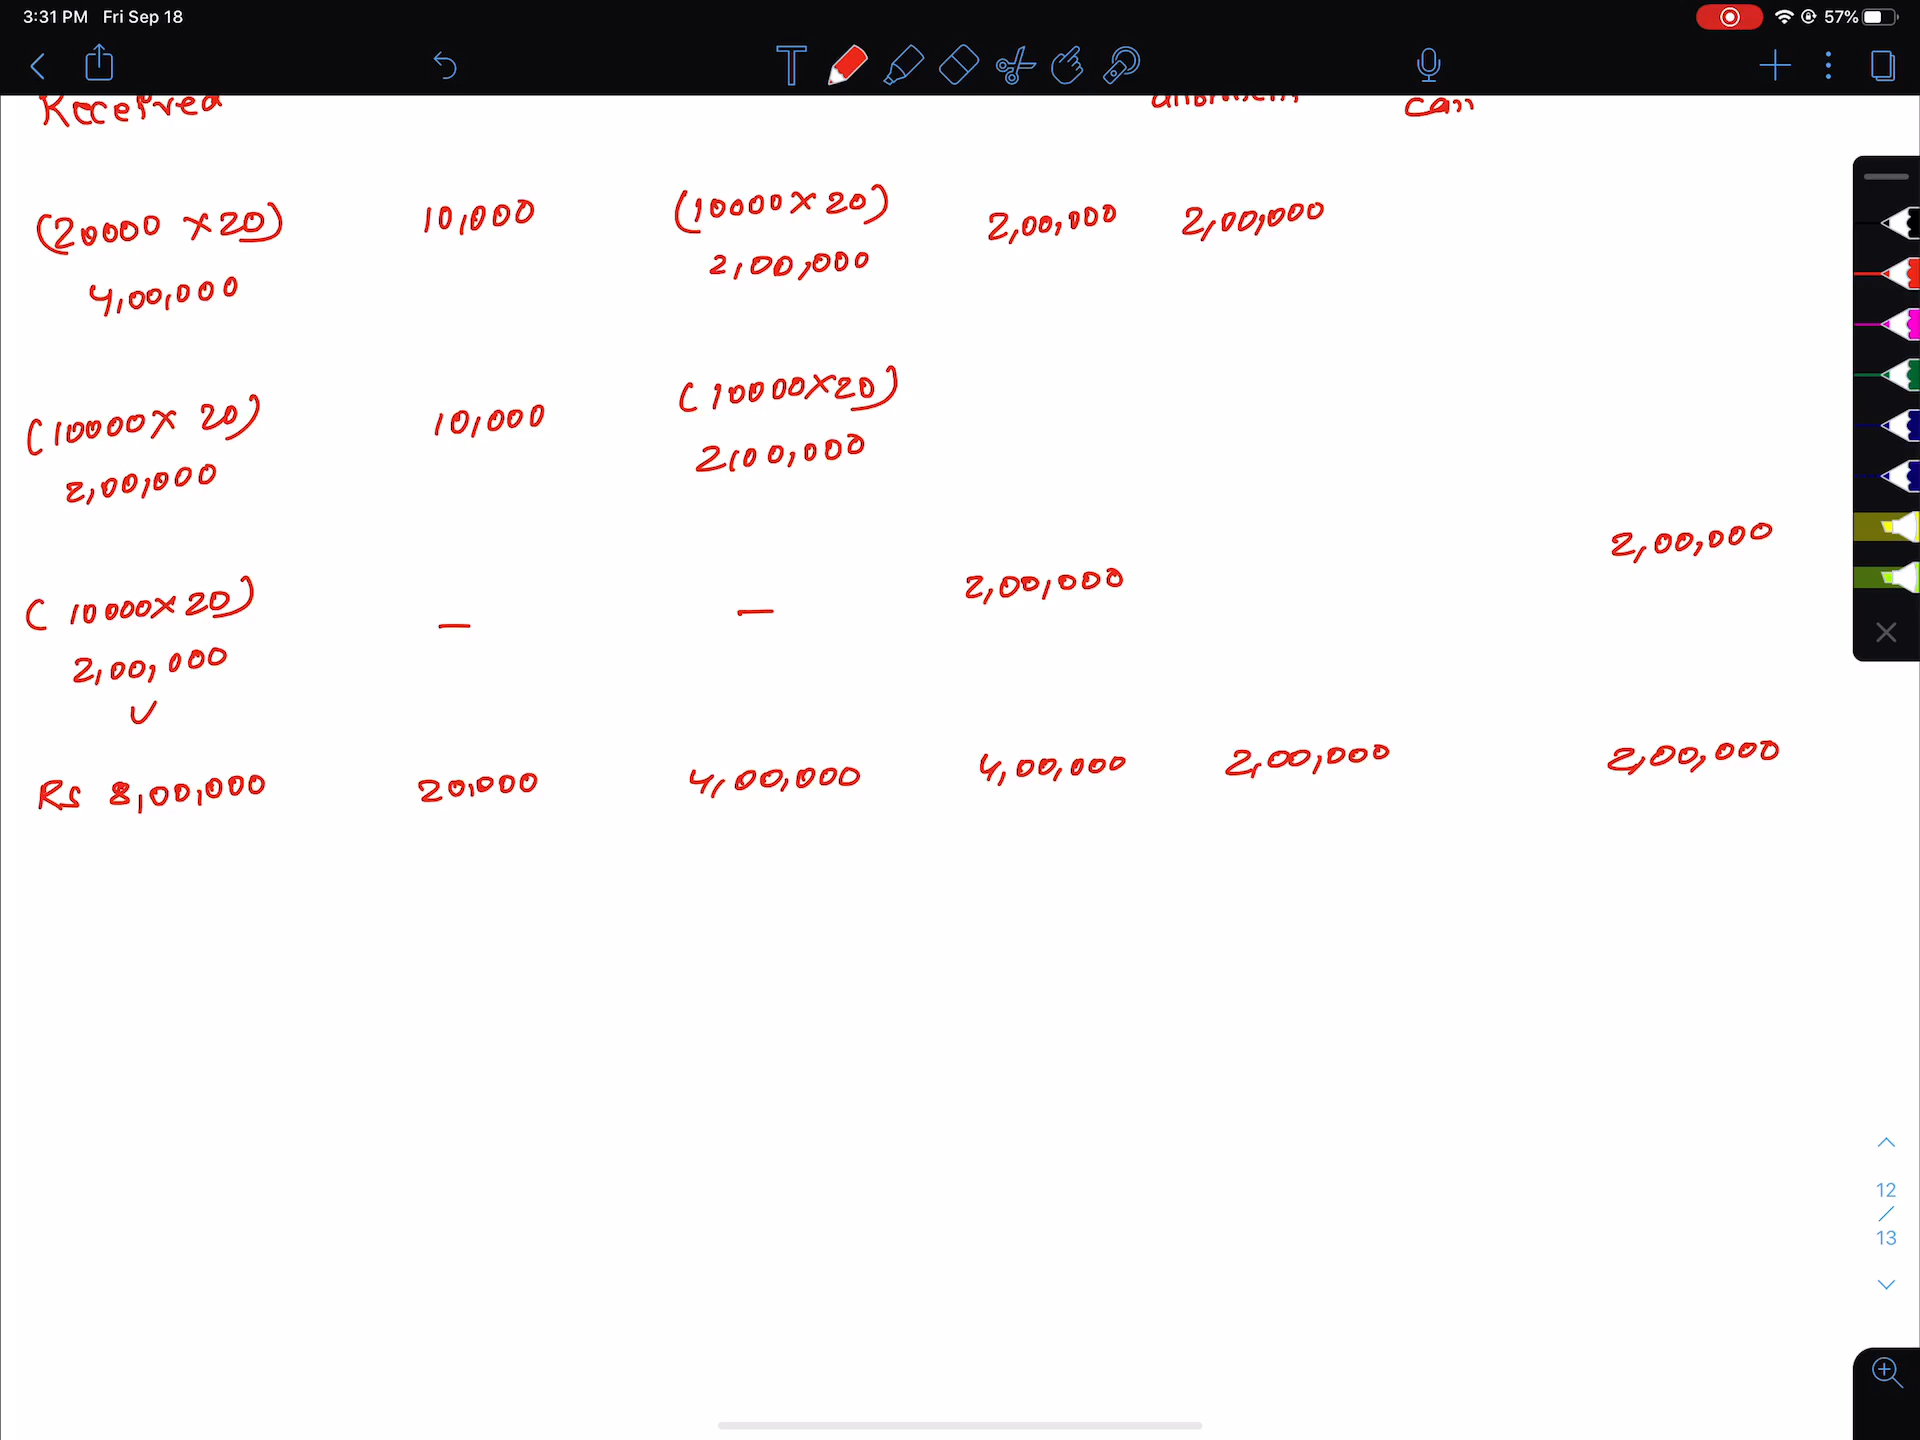 3:31 PM Fri Sep 18 57%
Received call
(20000 × 20) 10,000 (10000 × 20) 2,00,000 2,00,000
4,00,000 2,00,000
(10000 × 20) 10,000 (10000 × 20)
2,00,000 2,00,000
2,00,000
(10000 × 20) — — 2,00,000
2,00,000
Rs 8,00,000 20,000 4,00,000 4,00,000 2,00,000 2,00,000
12
/
13